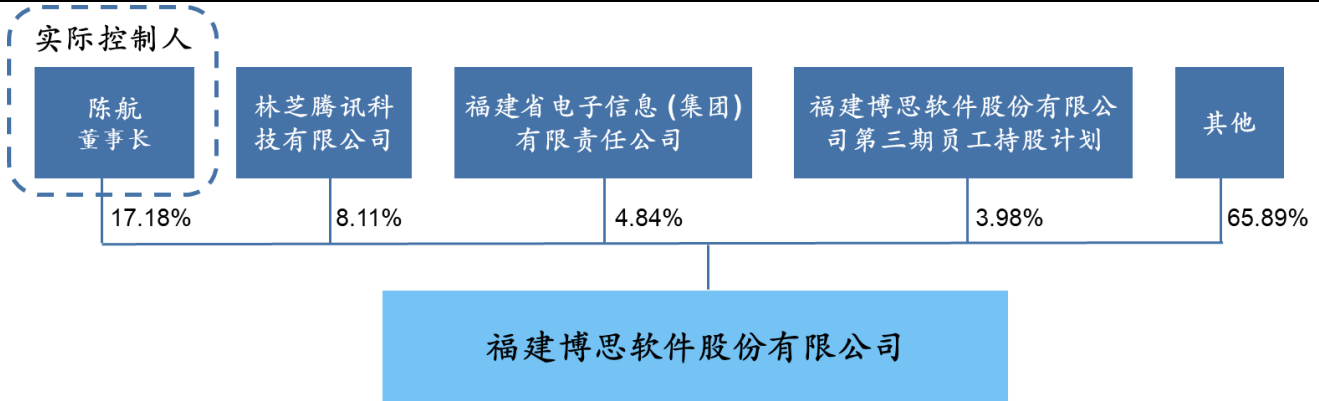 实际控制人
陈航
董事长
林芝腾讯科
技有限公司
福建省电子信息(集团)
有限责任公司
福建博思软件股份有限公
司第三期员工持股计划
其他
17.18%
8.11%
4.84%
3.98%
65.89%
福建博思软件股份有限公司